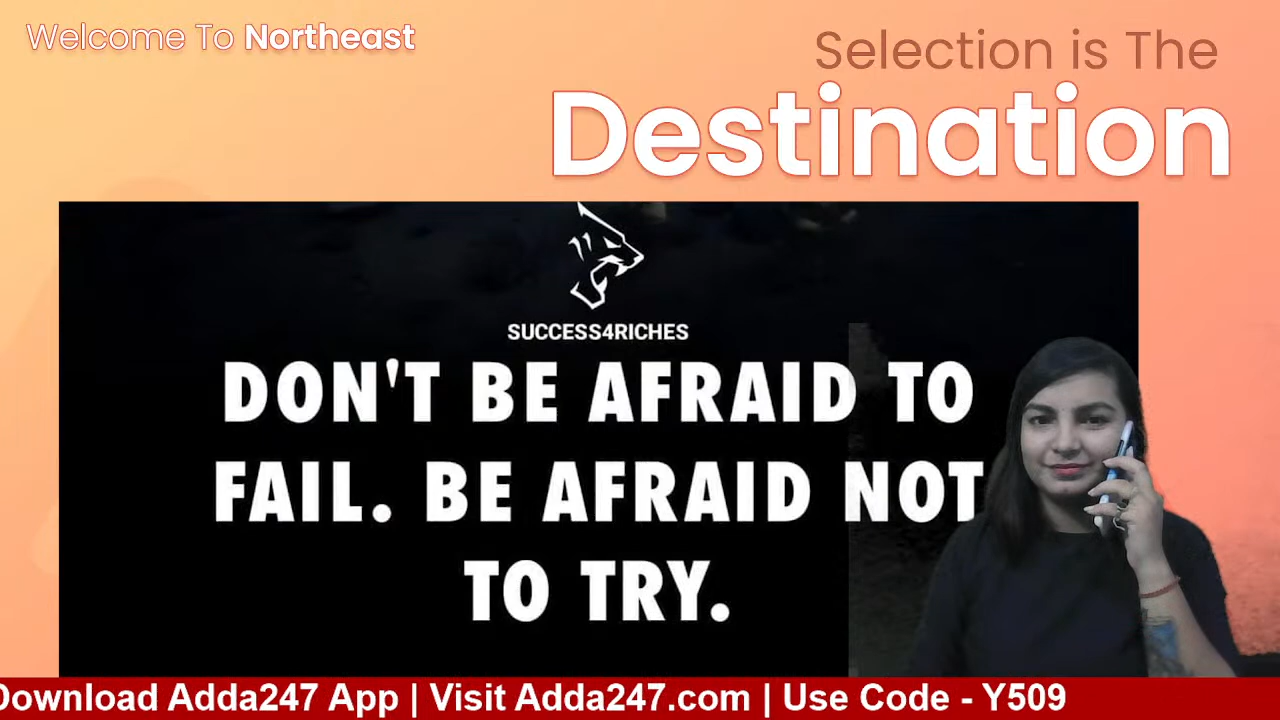 Welcome To Northeast
Selection is The
Destination
SUCCESS4RICHES
DON'T BE AFRAID TO
FAIL. BE AFRAID NOT
TO TRY.
Download Adda247 App | Visit Adda247.com | Use Code - Y509